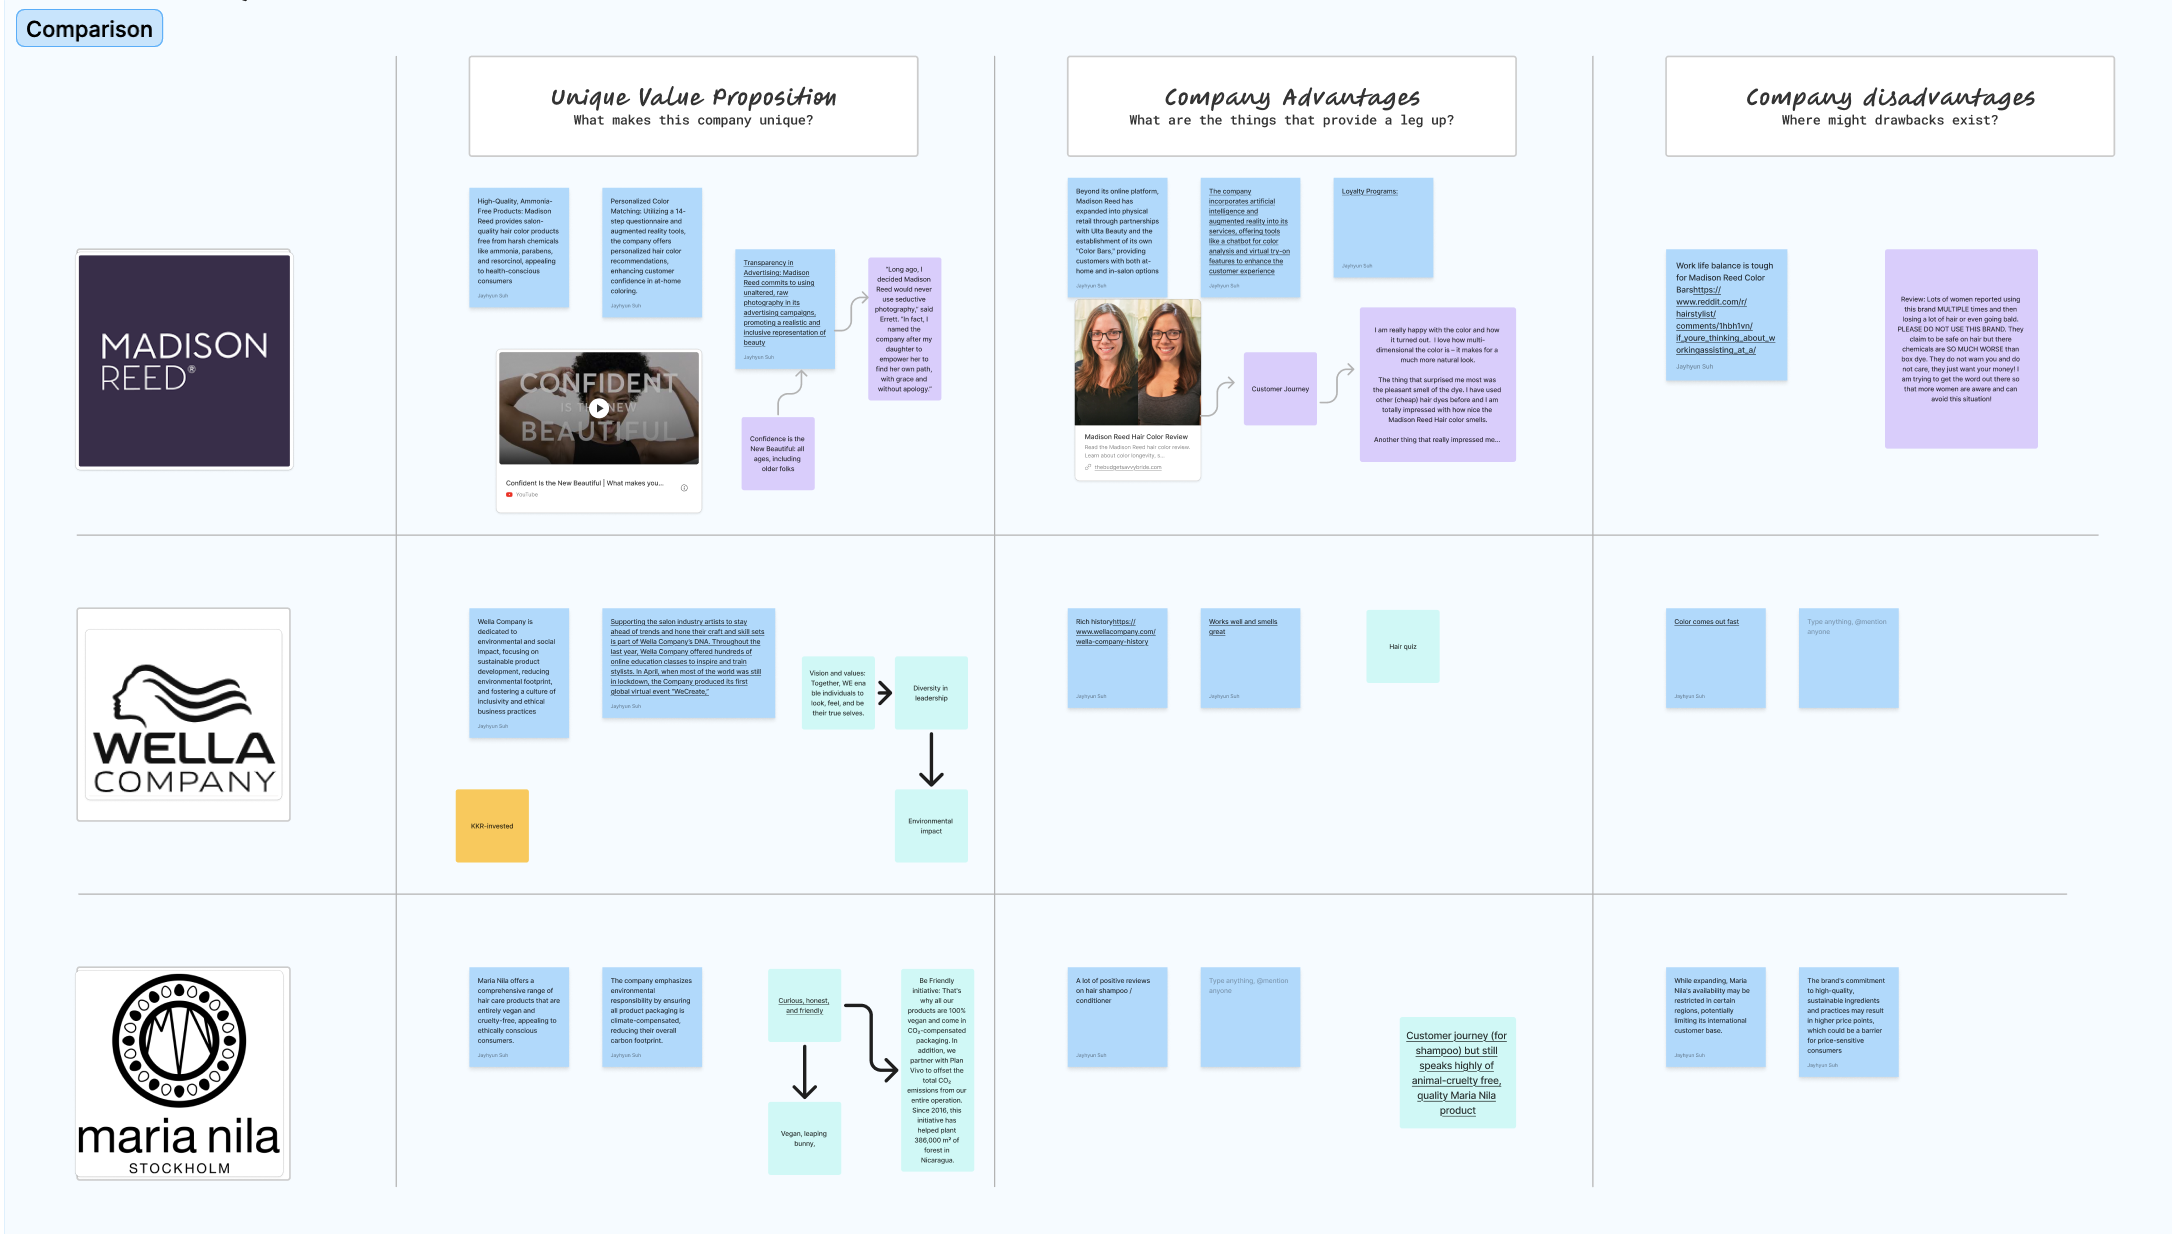 Comparison
Unique Value Proposition
What makes this company unique?
Company Advantages
What are the things that provide a leg up?
Company disadvantages
Where might drawbacks exist?
MADISON
REED®
High-Quality, Ammonia-
Free Products: Madison
Reed provides salon-
quality hair color products
free from harsh chemicals
like ammonia, parabens,
and resorcinol, appealing
to health-conscious
consumers
Jayhyun Suh
Personalized Color
Matching: Utilizing a 14-
step questionnaire and
augmented reality tools,
the company offers
personalized hair color
recommendations,
enhancing customer
confidence in at-home
coloring.
Jayhyun Suh
Transparency in
Advertising: Madison
Reed commits to using
unaltered, raw
photography in its
advertising campaigns,
promoting a realistic and
inclusive representation of
beauty
Jayhyun Suh
"Long ago, I
decided Madison
Reed would never
use seductive
photography," said
Errett. "In fact, I
named the
company after my
daughter to
empower her to
find her own path,
with grace and
without apology."
CONFIDENT
IS THE NEW
BEAUTIFUL
Confident Is the New Beautiful | What makes you...
YouTube
Confidence is the
New Beautiful: all
ages, including
older folks
Beyond its online platform,
Madison Reed has
expanded into physical
retail through partnerships
with Ulta Beauty and the
establishment of its own
"Color Bars," providing
customers with both at-
home and in-salon options
Jayhyun Suh
The company
incorporates artificial
intelligence and
augmented reality into its
services, offering tools
like a chatbot for color
analysis and virtual try-on
features to enhance the
customer experience
Jayhyun Suh
Loyalty Programs:
Jayhyun Suh
Madison Reed Hair Color Review
Read the Madison Reed hair color review.
Learn about color longevity, s...
thebudgetsavvybride.com
Customer Journey
I am really happy with the color and how
it turned out. I love how multi-
dimensional the color is – it makes for a
much more natural look.
The thing that surprised me most was
the pleasant smell of the dye. I have used
other (cheap) hair dyes before and I am
totally impressed with how nice the
Madison Reed Hair color smells.
Another thing that really impressed me...
Work life balance is tough
for Madison Reed Color
Barshttps://
www.reddit.com/r/
hairstylist/
comments/1hbh1vn/
if_youre_thinking_about_w
orkingassisting_at_a/
Jayhyun Suh
Review: Lots of women reported using
this brand MULTIPLE times and then
losing a lot of hair or even going bald.
PLEASE DO NOT USE THIS BRAND. They
claim to be safe on hair but there
chemicals are SO MUCH WORSE than
box dye. They do not warn you and do
not care, they just want your money! I
am trying to get the word out there so
that more women are aware and can
avoid this situation!
WELLA
COMPANY
Wella Company is
dedicated to
environmental and social
impact, focusing on
sustainable product
development, reducing
environmental footprint,
and fostering a culture of
inclusivity and ethical
business practices
Jayhyun Suh
Supporting the salon industry artists to stay
ahead of trends and hone their craft and skill sets
is part of Wella Company's DNA. Throughout the
last year, Wella Company offered hundreds of
online education classes to inspire and train
stylists. In April, when most of the world was still
in lockdown, the Company produced its first
global virtual event "WeCreate,"
Jayhyun Suh
Vision and values:
Together, WE ena
ble individuals to
look, feel, and be
their true selves.
Diversity in
leadership
Environmental
impact
KKR-invested
Rich historyhttps://
www.wellacompany.com/
wella-company-history
Jayhyun Suh
Works well and smells
great
Jayhyun Suh
Hair quiz
Color comes out fast
Jayhyun Suh
Type anything, @mention
anyone
Jayhyun Suh
maria nila
STOCKHOLM
Maria Nila offers a
comprehensive range of
hair care products that are
entirely vegan and
cruelty-free, appealing to
ethically conscious
consumers.
Jayhyun Suh
The company emphasizes
environmental
responsibility by ensuring
all product packaging is
climate-compensated,
reducing their overall
carbon footprint.
Jayhyun Suh
Curious, honest,
and friendly
Vegan, leaping
bunny,
Be Friendly
initiative: That's
why all our
products are 100%
vegan and come in
CO₂-compensated
packaging. In
addition, we
partner with Plan
Vivo to offset the
total CO₂
emissions from our
entire operation.
Since 2016, this
initiative has
helped plant
386,000 m² of
forest in
Nicaragua.
A lot of positive reviews
on hair shampoo /
conditioner
Jayhyun Suh
Type anything, @mention
anyone
Jayhyun Suh
Customer journey (for
shampoo) but still
speaks highly of
animal-cruelty free,
quality Maria Nila
product
While expanding, Maria
Nila's availability may be
restricted in certain
regions, potentially
limiting its international
customer base.
Jayhyun Suh
The brand's commitment
to high-quality,
sustainable ingredients
and practices may result
in higher price points,
which could be a barrier
for price-sensitive
consumers
Jayhyun Suh